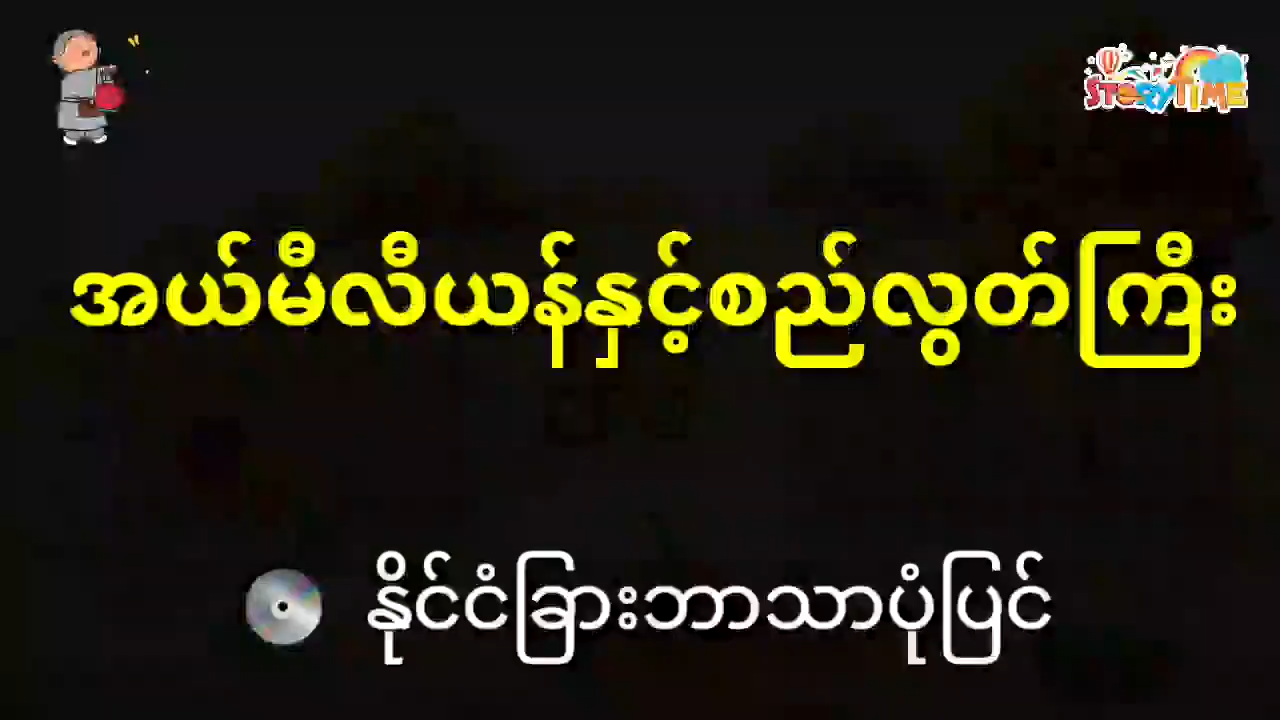 STORYTIME
အယ်မီလီယန်နှင့်စည်လွတ်ကြီး
နိုင်ငံခြားဘာသာပုံပြင်